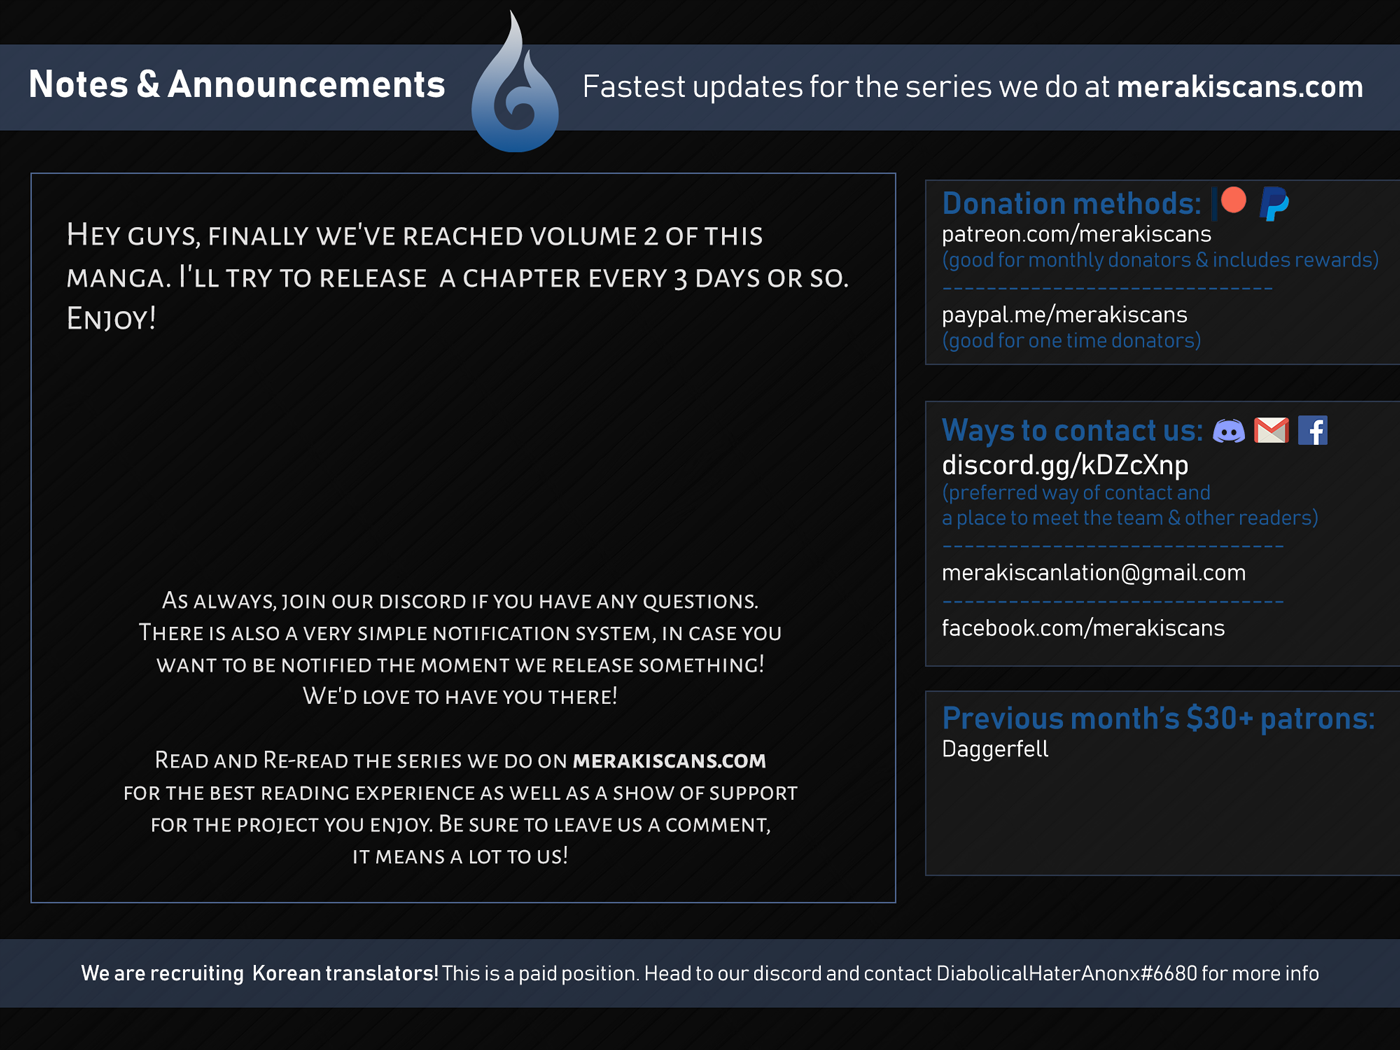 Notes & Announcements
Fastest updates for the series we do at merakiscans.com
Hey guys, finally we've reached volume 2 of this
manga. I'll try to release a chapter every 3 days or so.
Enjoy!
As always, join our discord if you have any questions.
There is also a very simple notification system, in case you
want to be notified the moment we release something!
We'd love to have you there!
Read and Re-read the series we do on merakiscans.com
for the best reading experience as well as a show of support
for the project you enjoy. Be sure to leave us a comment,
it means a lot to us!
Donation methods:
patreon.com/merakiscans
(good for monthly donators & includes rewards)
------------------------------
paypal.me/merakiscans
(good for one time donators)
Ways to contact us:
discord.gg/kDZcXnp
(preferred way of contact and
a place to meet the team & other readers)
-------------------------------
merakiscanlation@gmail.com
-------------------------------
facebook.com/merakiscans
Previous month's $30+ patrons:
Daggerfell
We are recruiting Korean translators! This is a paid position. Head to our discord and contact DiabolicalHaterAnonx#6680 for more info